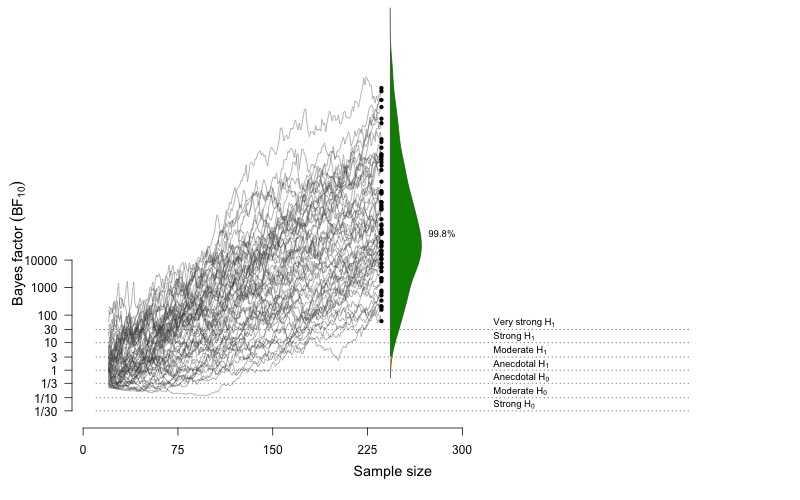 Bayes factor (BF₁₀)
10000
1000
100
30
10
3
1
1/3
1/10
1/30
99.8%
Very strong H₁
Strong H₁
Moderate H₁
Anecdotal H₁
Anecdotal H₀
Moderate H₀
Strong H₀
0 75 150 225 300
Sample size